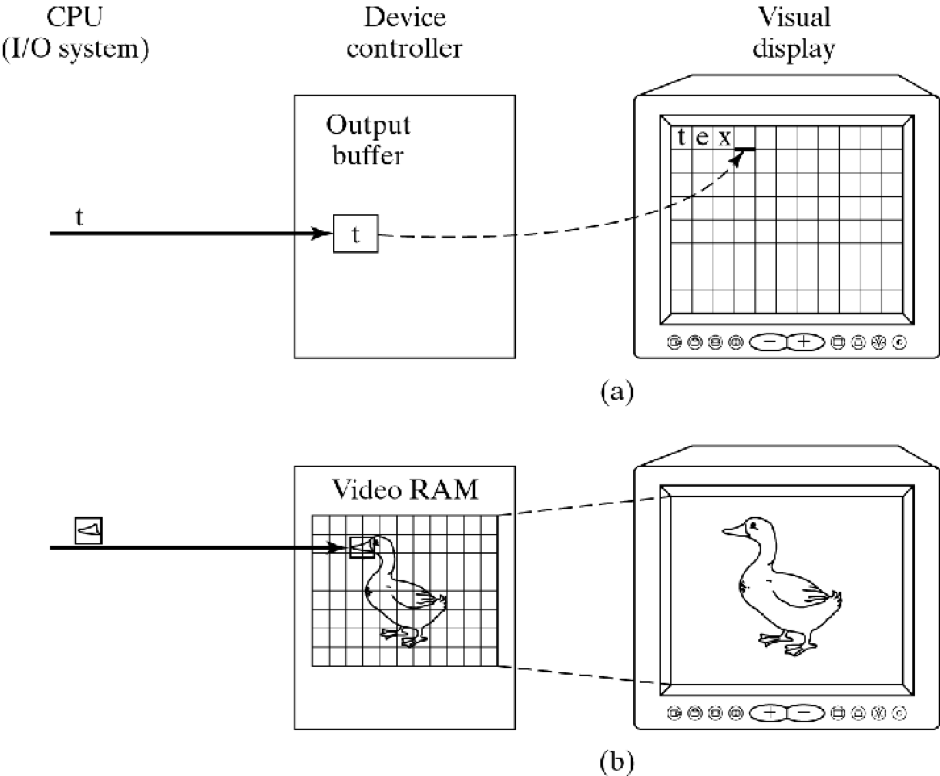 CPU
(I/O system)
Device
controller
Visual
display
Output
buffer
t e x
t
t
− +
(a)
Video RAM
+ −
(b)